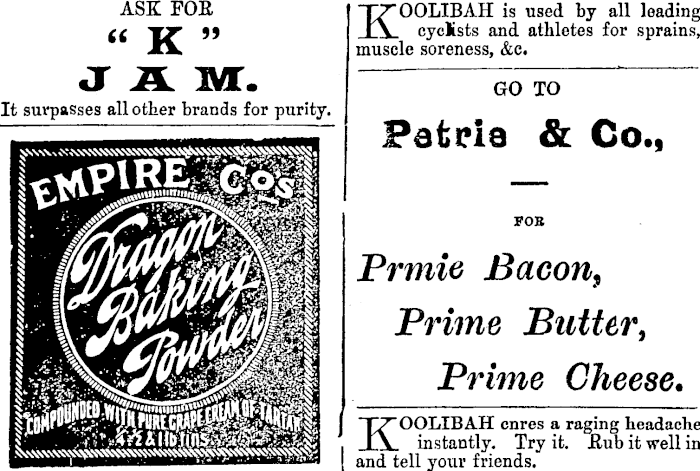 ASK FOR
“ K ”
JAM.
It surpasses all other brands for purity.
EMPIRE Cos
Dragon
Baking
Powder
COMPOUNDED WITH PURE GRAPE CREAM OF TARTAR
KOOLIBAH is used by all leading
cyclists and athletes for sprains,
muscle soreness, &c.
GO TO
Petrie & Co.,
FOR
Prmie Bacon,
Prime Butter,
Prime Cheese.
KOOLIBAH cnres a raging headache
instantly. Try it. Rub it well in
and tell your friends.